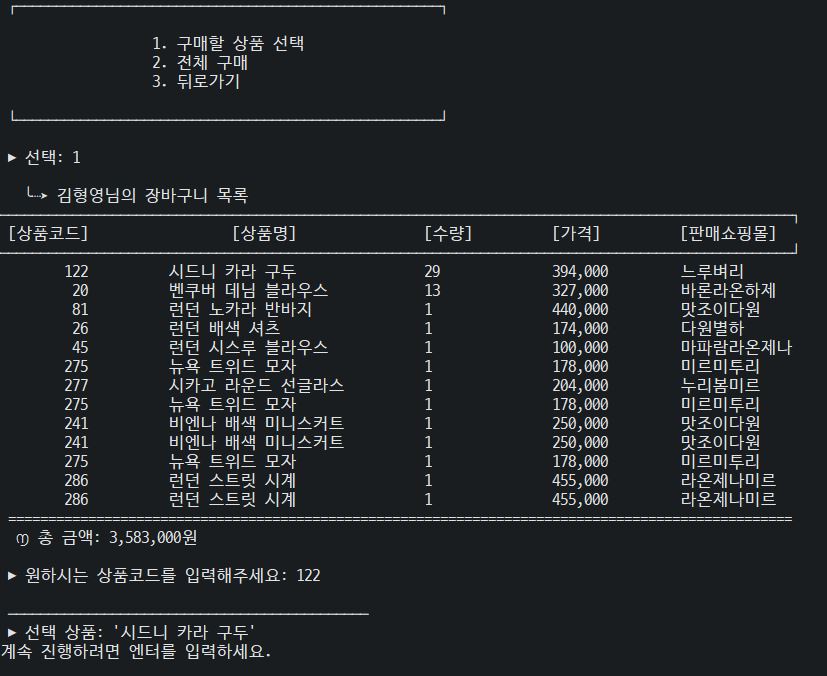 1. 구매할 상품 선택
2. 전체 구매
3. 뒤로가기
► 선택: 1
╰┈➤ 김형영님의 장바구니 목록
[상품코드] [상품명] [수량] [가격] [판매쇼핑몰]
122 시드니 카라 구두 29 394,000 느루벼리
20 벤쿠버 데님 블라우스 13 327,000 바론라온하제
81 런던 노카라 반바지 1 440,000 맛조이다원
26 런던 배색 셔츠 1 174,000 다원별하
45 런던 시스루 블라우스 1 100,000 마파람라온제나
275 뉴욕 트위드 모자 1 178,000 미르미투리
277 시카고 라운드 선글라스 1 204,000 누리봄미르
275 뉴욕 트위드 모자 1 178,000 미르미투리
241 비엔나 배색 미니스커트 1 250,000 맛조이다원
241 비엔나 배색 미니스커트 1 250,000 맛조이다원
275 뉴욕 트위드 모자 1 178,000 미르미투리
286 런던 스트릿 시계 1 455,000 라온제나미르
286 런던 스트릿 시계 1 455,000 라온제나미르
총 금액: 3,583,000원
► 원하시는 상품코드를 입력해주세요: 122
► 선택 상품: '시드니 카라 구두'
계속 진행하려면 엔터를 입력하세요.